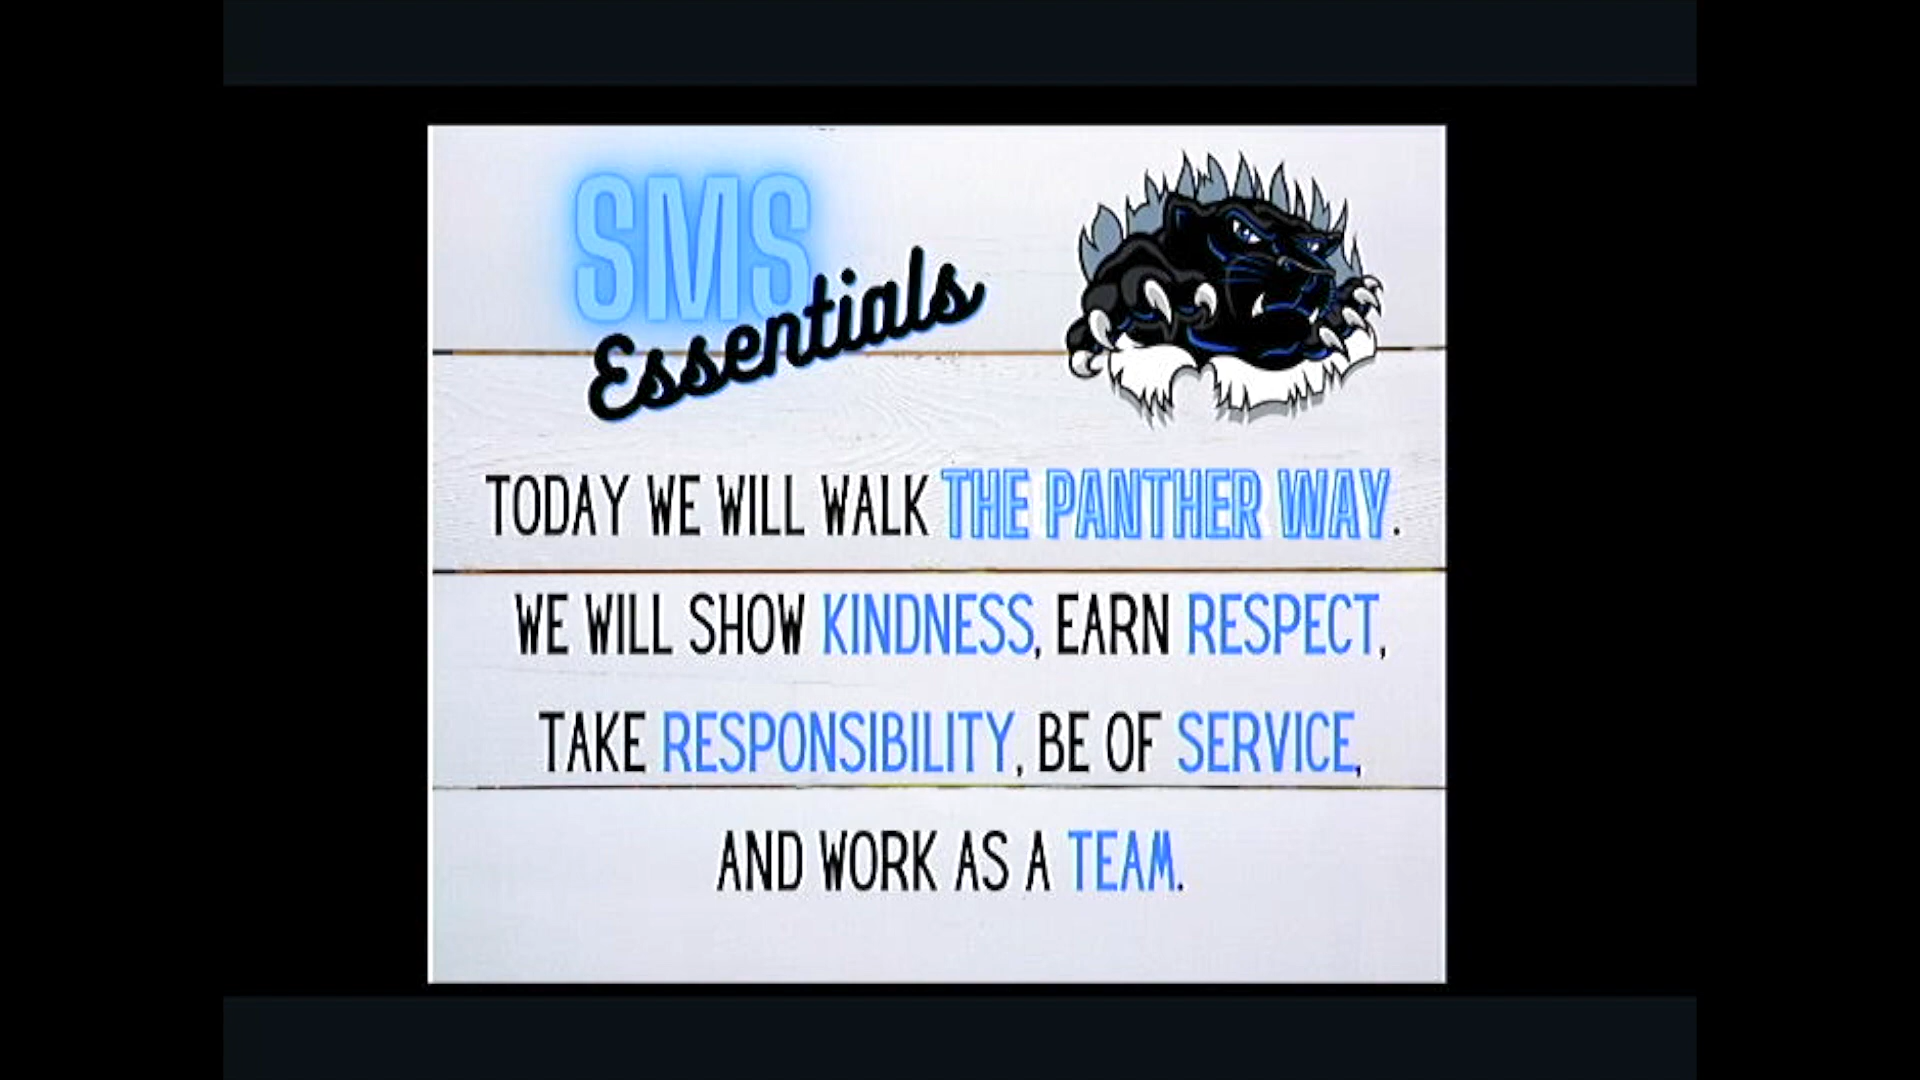 SMS
Essentials
TODAY WE WILL WALK THE PANTHER WAY.
WE WILL SHOW KINDNESS, EARN RESPECT,
TAKE RESPONSIBILITY, BE OF SERVICE,
AND WORK AS A TEAM.